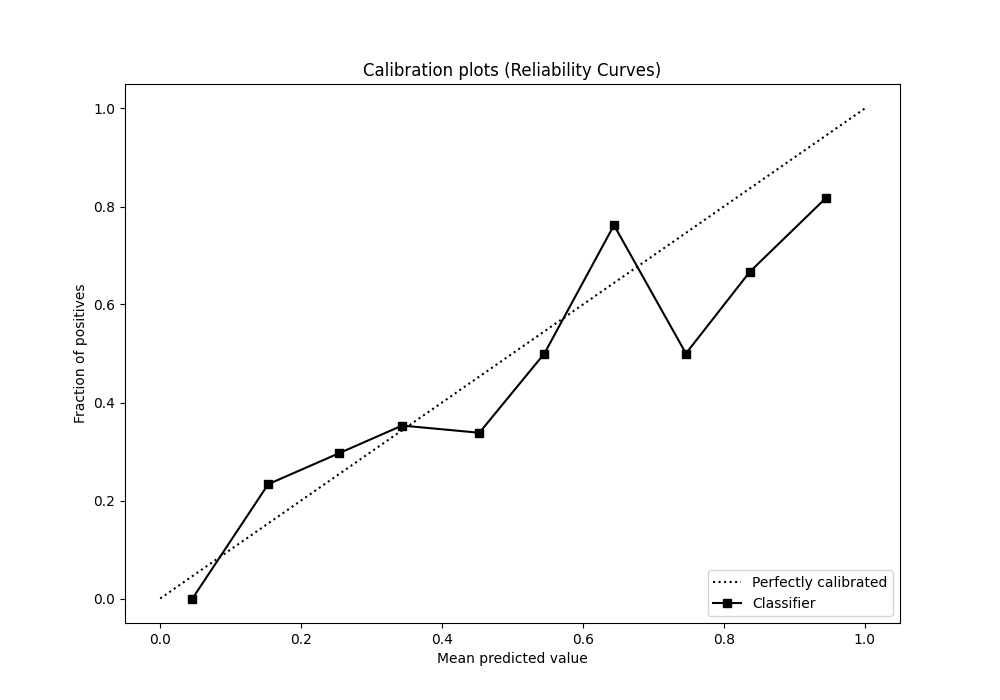 Calibration plots (Reliability Curves)
1.0
0.8
0.6
0.4
0.2
0.0
Fraction of positives
0.0 0.2 0.4 0.6 0.8 1.0
Mean predicted value
Perfectly calibrated
Classifier